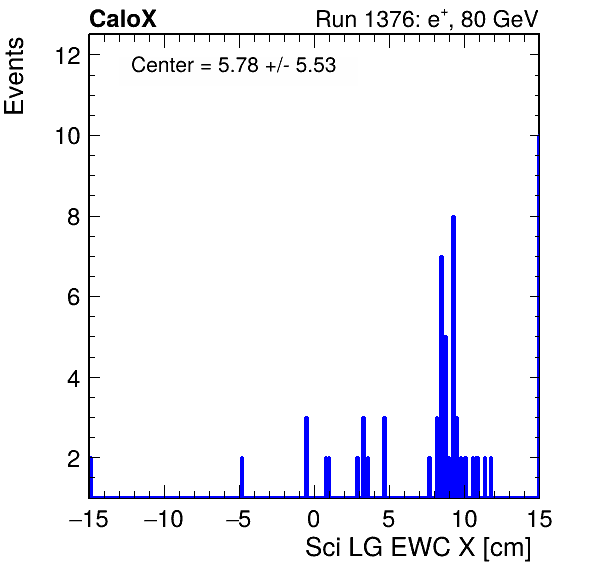 CaloX Run 1376: e⁺, 80 GeV
Center = 5.78 +/- 5.53
Events
12
10
8
6
4
2
−15 −10 −5 0 5 10 15
Sci LG EWC X [cm]